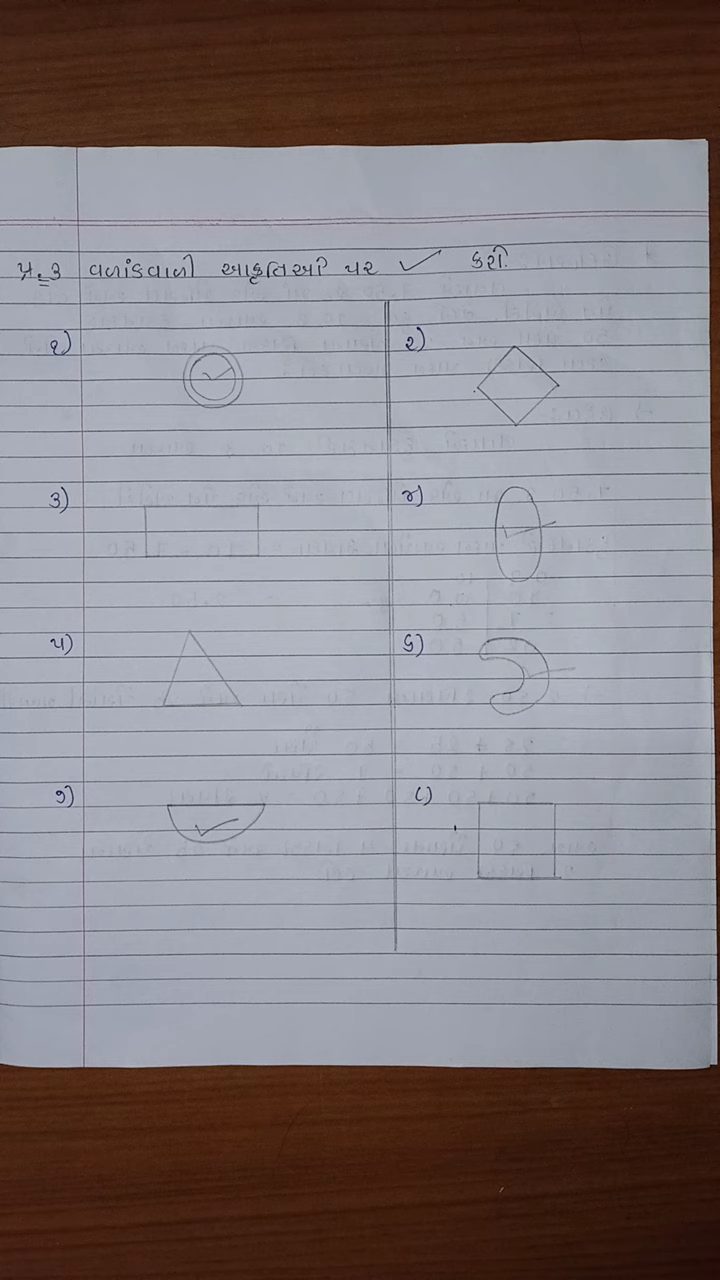 પ્ર.૩ વળાંકવાળી આકૃતિઓ પર ✓ કરો.
૧) ૨)
૩) ૪)
૫) ૬)
૭) ૮)